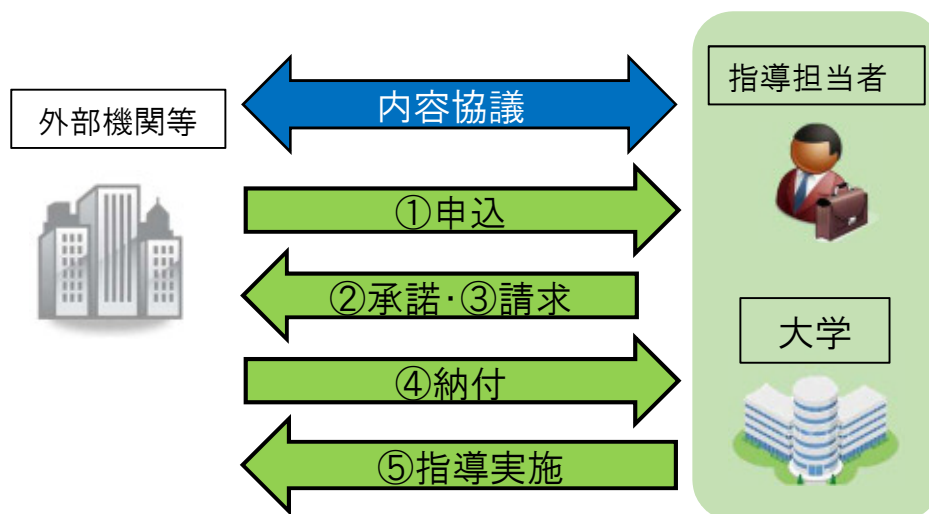 指導担当者
内容協議
外部機関等
①申込
②承諾・③請求
大学
④納付
⑤指導実施